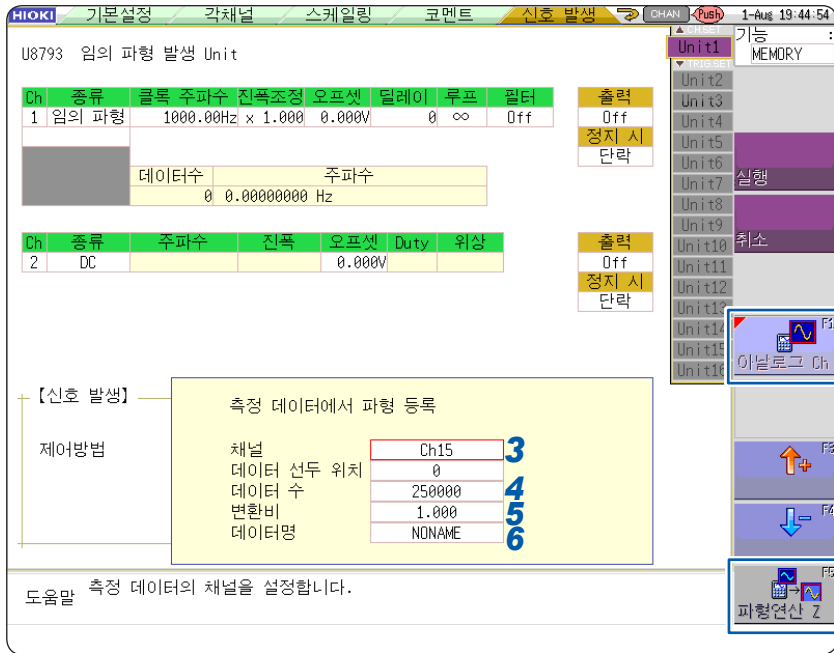 HIOKI 기본설정 각채널 스케일링 코멘트 신호 발생 CHAN Push 1-Aug 19:44:54
U8793 임의 파형 발생 Unit
Ch 종류 클록 주파수 진폭조정 오프셋 딜레이 루프 필터 출력
1 임의 파형 1000.00Hz x 1.000 0.000V 0 ∞ Off Off
정지 시
단락
데이터수 주파수
0 0.00000000 Hz
Ch 종류 주파수 진폭 오프셋 Duty 위상 출력
2 DC 0.000V Off
정지 시
단락
【신호 발생】
제어방법
측정 데이터에서 파형 등록
채널 Ch15 3
데이터 선두 위치 0
데이터 수 250000 4
변환비 1.000 5
데이터명 NONAME 6
도움말 측정 데이터의 채널을 설정합니다.
▲ CH.SET
Unit1
▼ TRIG.SET
Unit2
Unit3
Unit4
Unit5
Unit6
Unit7
Unit8
Unit9
Unit10
Unit11
Unit12
Unit13
Unit14
Unit15
Unit16
기능 :
MEMORY
실행
취소
F1
아날로그 Ch
F3
F4
F5
파형연산 Z